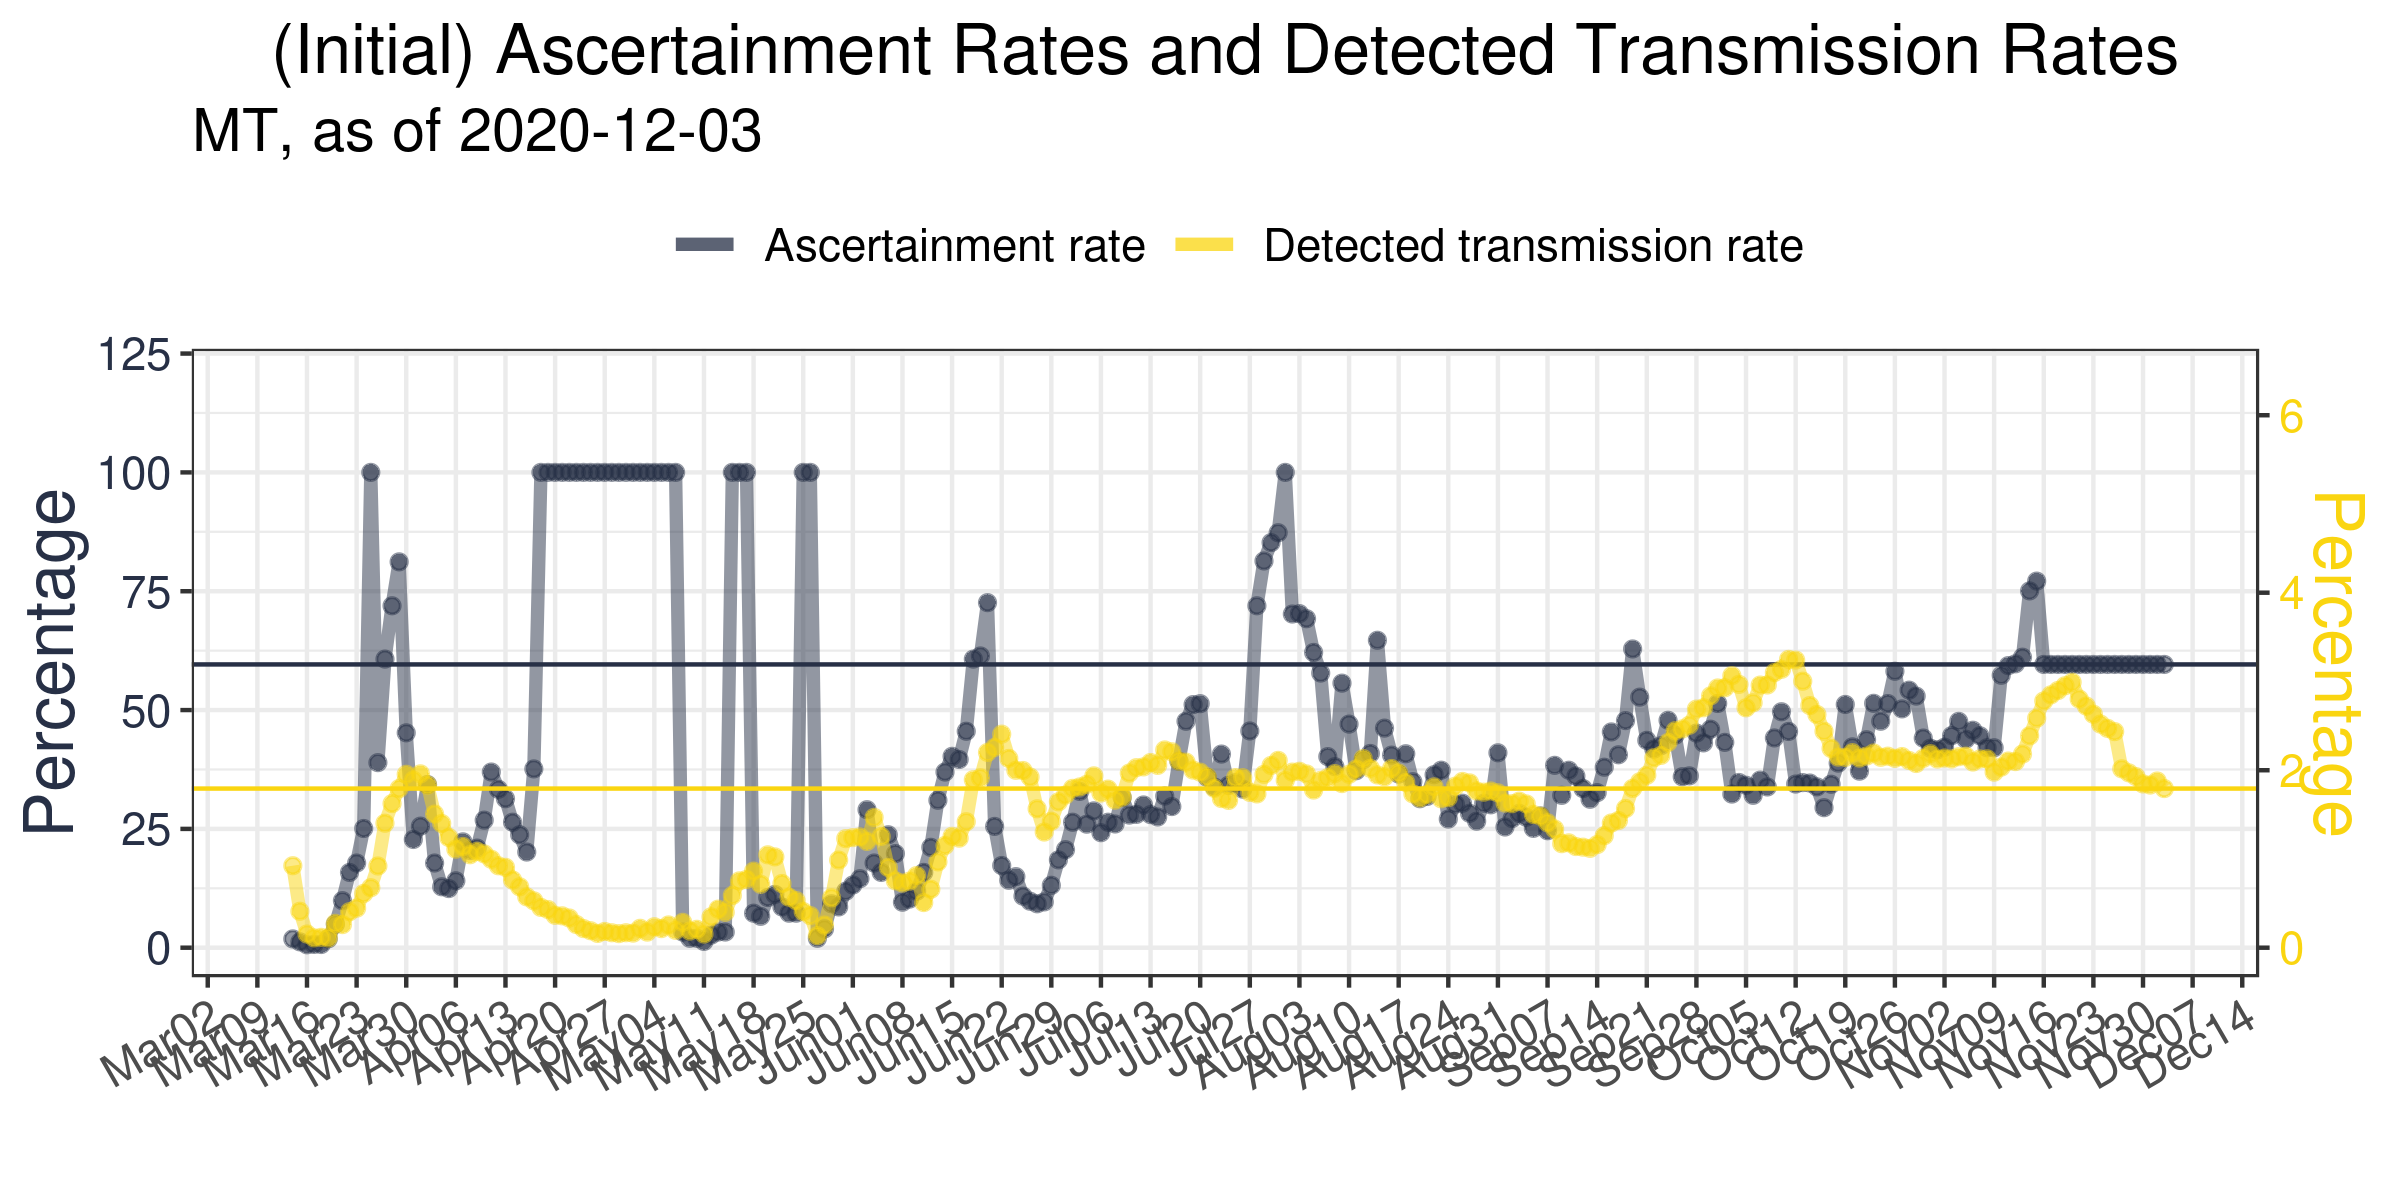 (Initial) Ascertainment Rates and Detected Transmission Rates
MT, as of 2020-12-03
Ascertainment rate
Detected transmission rate
125
100
75
50
25
0
Percentage
6
4
2
0
Percentage
Mar02
Mar09
Mar16
Mar23
Mar30
Apr06
Apr13
Apr20
Apr27
May04
May11
May18
May25
Jun01
Jun08
Jun15
Jun22
Jun29
Jul06
Jul13
Jul20
Jul27
Aug03
Aug10
Aug17
Aug24
Aug31
Sep07
Sep14
Sep21
Sep28
Oct05
Oct12
Oct19
Oct26
Nov02
Nov09
Nov16
Nov23
Nov30
Dec07
Dec14